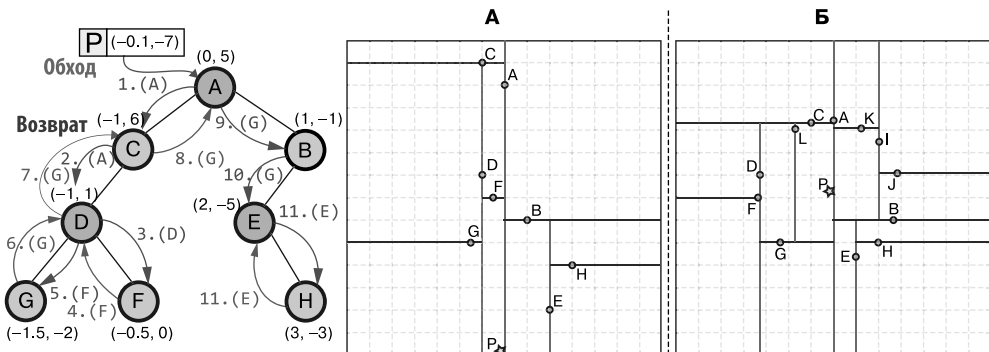 P (−0.1,−7)
Обход
(0, 5)
A
1.(A)
Возврат
(−1, 6)
C
2.(A)
9.(G)
(1, −1)
B
8.(G)
7.(G)
10.(G)
(−1, 1)
D
(2, −5)
E
11.(E)
6.(G)
3.(D)
5.(F)
4.(F)
11.(E)
G
F
H
(−1.5, −2)
(−0.5, 0)
(3, −3)
А
C
A
D
F
B
G
H
E
P
Б
C
A
K
L
I
D
P
J
F
B
G
E
H